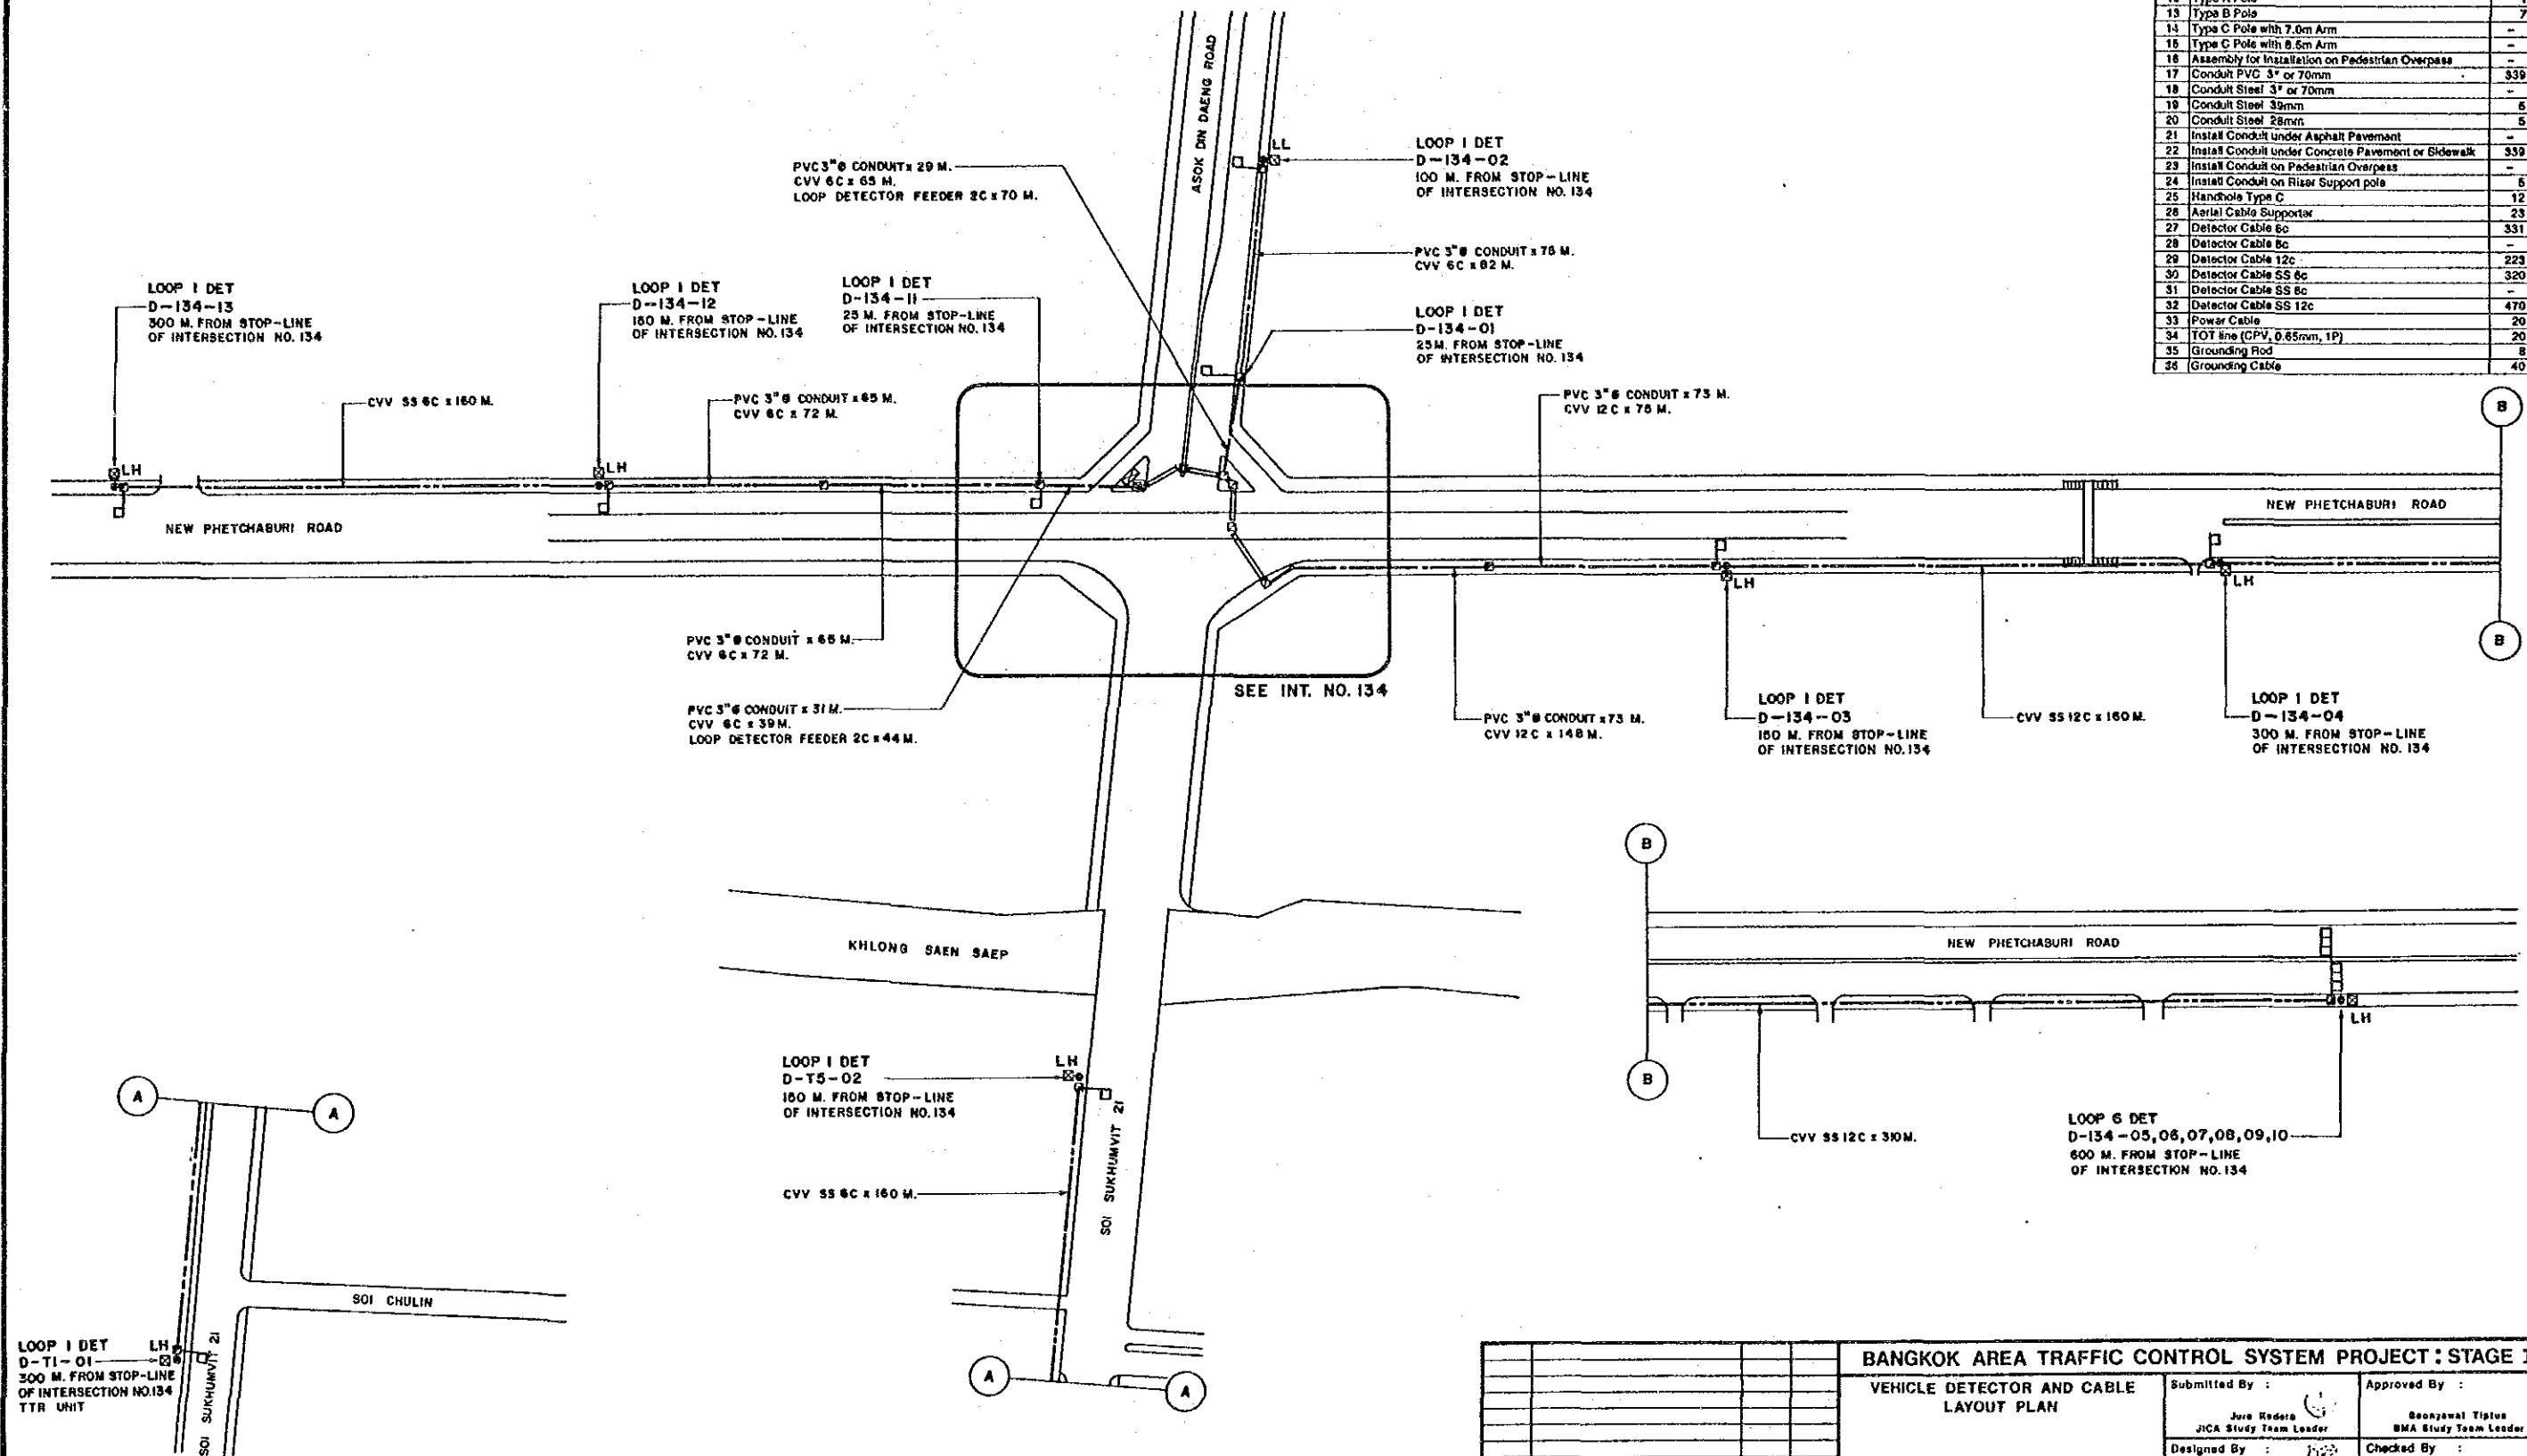 13 Type B Pole 7
14 Type C Pole with 7.0m Arm -
15 Type C Pole with 8.5m Arm -
16 Assembly for Installation on Pedestrian Overpass -
17 Conduit PVC 3" or 70mm 339
18 Conduit Steel 3" or 70mm -
19 Conduit Steel 39mm 5
20 Conduit Steel 28mm 5
21 Install Conduit under Asphalt Pavement -
22 Install Conduit under Concrete Pavement or Sidewalk 339
23 Install Conduit on Pedestrian Overpass -
24 Install Conduit on Riser Support pole
25 Handhole Type C 12
26 Aerial Cable Supporter 23
27 Detector Cable 6c 331
28 Detector Cable 8c -
29 Detector Cable 12c 223
30 Detector Cable SS 6c 320
31 Detector Cable SS 8c -
32 Detector Cable SS 12c 470
33 Power Cable 20
34 TOT line (CPV, 0.65mm, 1P) 20
35 Grounding Rod 8
36 Grounding Cable 40
ASOK DIN DAENG ROAD
PVC 3"ø CONDUIT x 29 M.
CVV 6C x 65 M.
LOOP DETECTOR FEEDER 2C x 70 M.
LL
LOOP 1 DET
D-134-02
100 M. FROM STOP-LINE
OF INTERSECTION NO. 134
PVC 3"ø CONDUIT x 76 M.
CVV 6C x 82 M.
LOOP 1 DET
D-134-01
25M. FROM STOP-LINE
OF INTERSECTION NO. 134
LOOP 1 DET
D-134-13
300 M. FROM STOP-LINE
OF INTERSECTION NO. 134
LOOP 1 DET
D-134-12
150 M. FROM STOP-LINE
OF INTERSECTION NO. 134
LOOP 1 DET
D-134-11
25 M. FROM STOP-LINE
OF INTERSECTION NO. 134
CVV SS 6C x 160 M.
PVC 3"ø CONDUIT x 65 M.
CVV 6C x 72 M.
PVC 3"ø CONDUIT x 73 M.
CVV 12C x 75 M.
B
LH
LH
NEW PHETCHABURI ROAD
NEW PHETCHABURI ROAD
LH
LH
B
PVC 3"ø CONDUIT x 65 M.
CVV 6C x 72 M.
SEE INT. NO. 134
PVC 3"ø CONDUIT x 31 M.
CVV 6C x 39 M.
LOOP DETECTOR FEEDER 2C x 44 M.
PVC 3"ø CONDUIT x 73 M.
CVV 12C x 148 M.
LOOP 1 DET
D-134-03
150 M. FROM STOP-LINE
OF INTERSECTION NO. 134
CVV SS 12C x 160 M.
LOOP 1 DET
D-134-04
300 M. FROM STOP-LINE
OF INTERSECTION NO. 134
B
KHLONG SAEN SAEP
NEW PHETCHABURI ROAD
LH
B
LOOP 1 DET
D-T5-02
150 M. FROM STOP-LINE
OF INTERSECTION NO. 134
LH
CVV SS 6C x 160 M.
SOI SUKHUMVIT 21
CVV SS 12C x 310 M.
LOOP 6 DET
D-134-05,06,07,08,09,10
600 M. FROM STOP-LINE
OF INTERSECTION NO. 134
A
A
SOI CHULIN
LOOP 1 DET
D-T1-01
300 M. FROM STOP-LINE
OF INTERSECTION NO. 134
TTR UNIT
LH
SOI SUKHUMVIT 21
A
A
BANGKOK AREA TRAFFIC CONTROL SYSTEM PROJECT : STAGE
VEHICLE DETECTOR AND CABLE
LAYOUT PLAN
Submitted By :
JICA Study Team Leader
Approved By :
BMA Study Team Leader
Designed By :
Checked By :